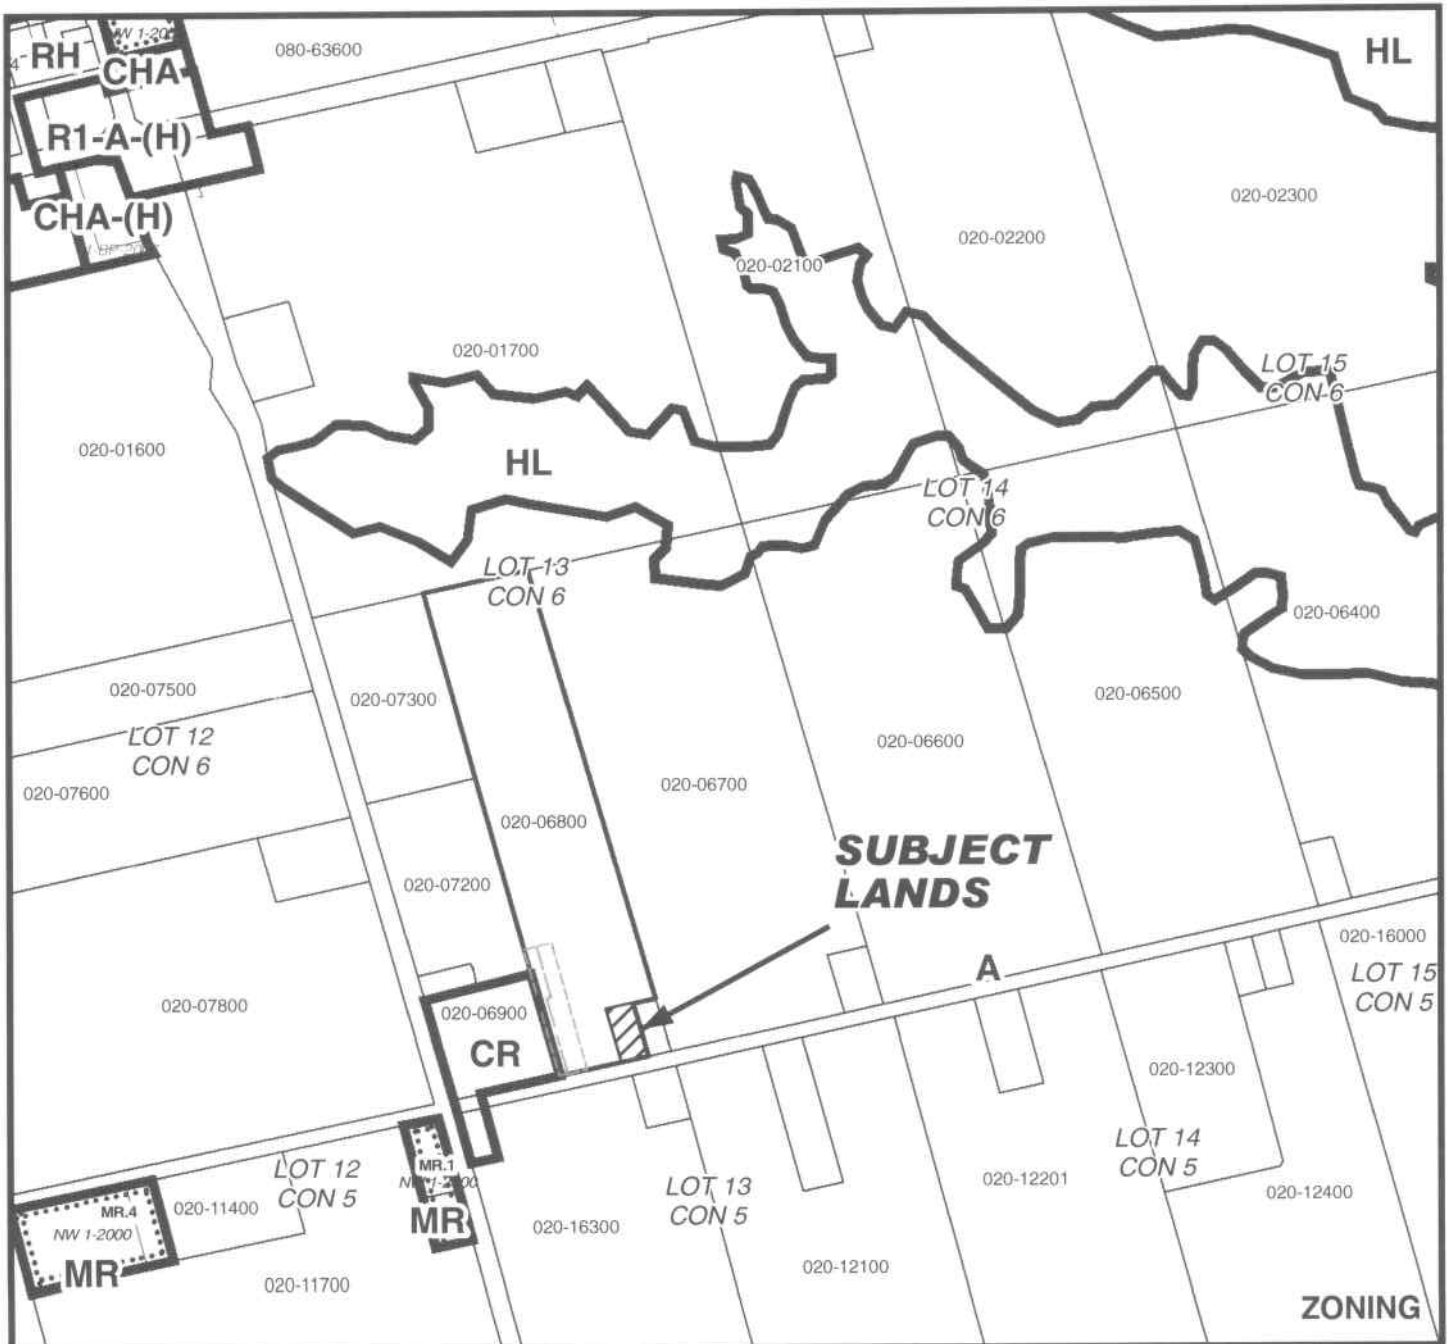 080-63600
RH
CHA
HL
R1-A-(H)
020-02300
CHA-(H)
020-02200
020-02100
020-01700
LOT 15
CON 6
020-01600
HL
LOT 14
CON 6
LOT 13
CON 6
020-06400
020-07500
020-07300
020-06500
LOT 12
CON 6
020-06600
020-07600
020-06700
020-06800
SUBJECT
LANDS
020-07200
020-16000
A
LOT 15
CON 5
020-07800
020-06900
CR
020-12300
LOT 14
CON 5
LOT 12
CON 5
MR.1
020-12201
LOT 13
CON 5
020-12400
MR.4
020-11400
MR
020-16300
NW 1-2000
MR
020-12100
020-11700
ZONING